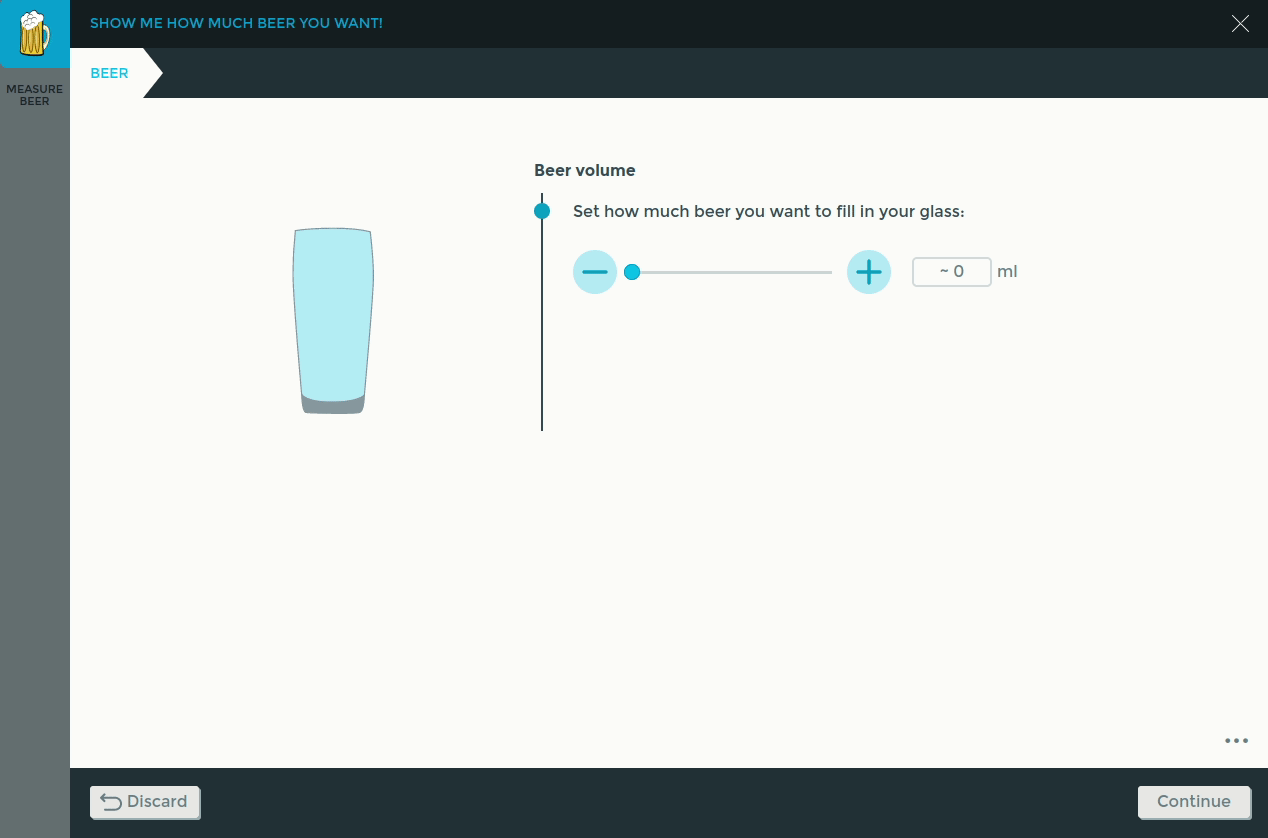 SHOW ME HOW MUCH BEER YOU WANT!
BEER
MEASURE
BEER
Beer volume
Set how much beer you want to fill in your glass:
~ 0 ml
Discard
Continue